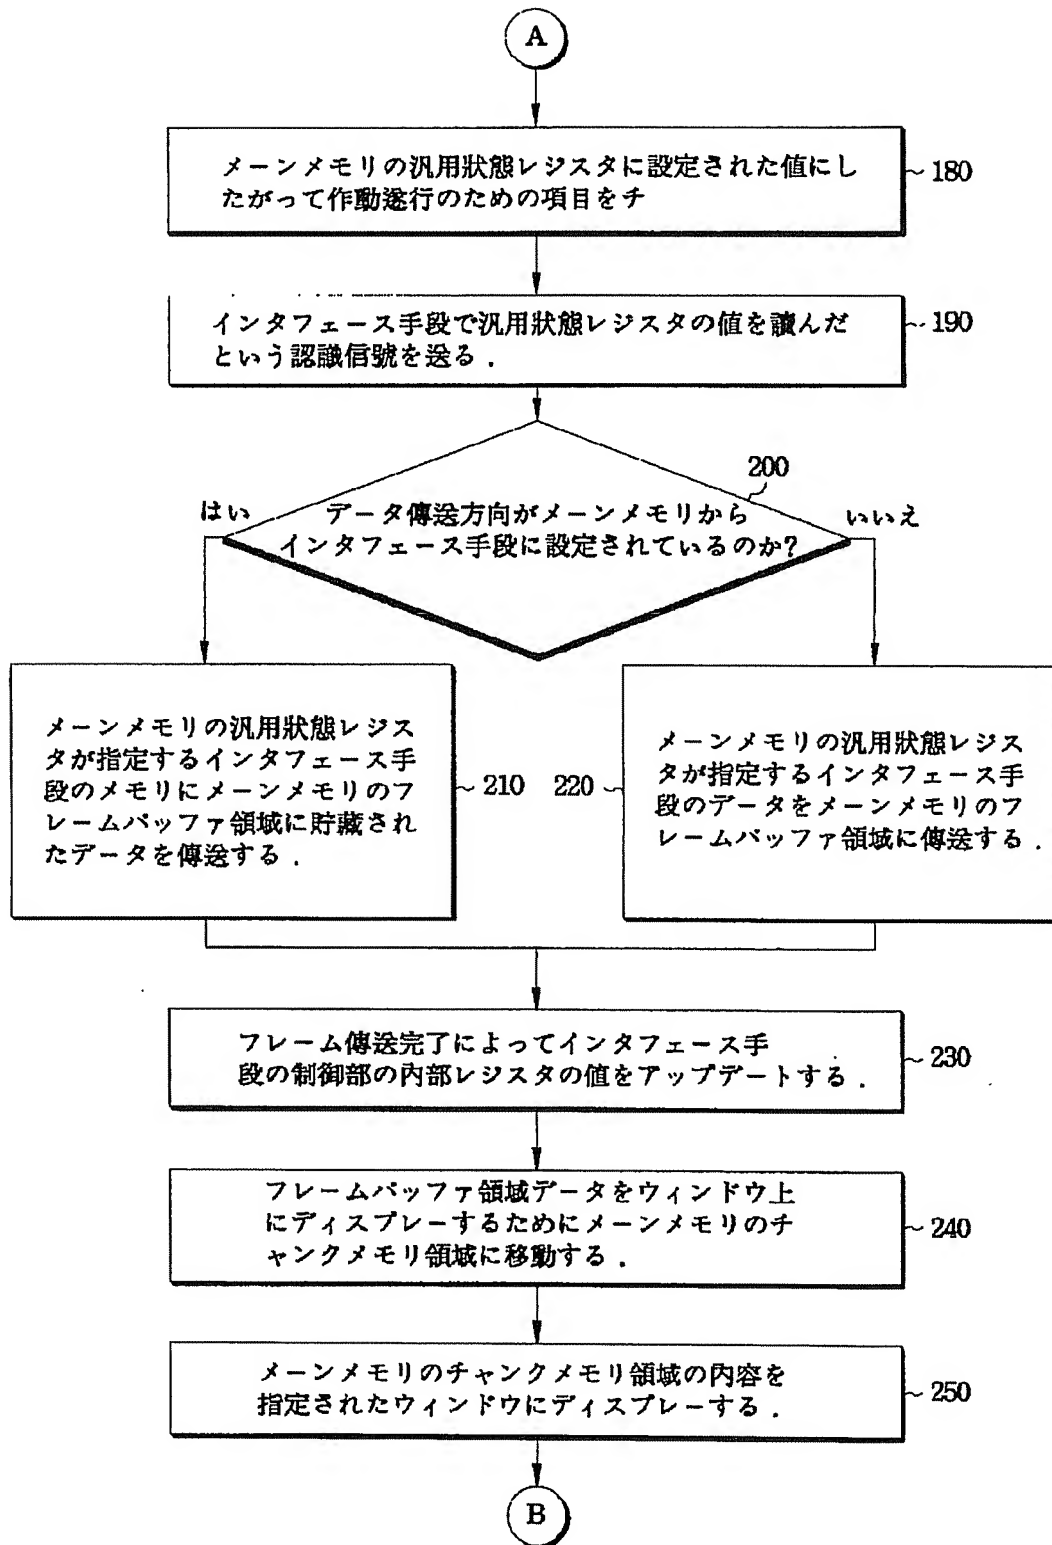 A
メーンメモリの汎用狀態レジスタに設定された値にし
たがって作動遂行のための項目をチ
180
インタフェース手段で汎用狀態レジスタの値を讀んだ
という認識信號を送る．
190
200
はい
データ傳送方向がメーンメモリから
インタフェース手段に設定されているのか?
いいえ
メーンメモリの汎用狀態レジス
タが指定するインタフェース手
段のメモリにメーンメモリのフ
レームバッファ領域に貯藏され
たデータを傳送する．
210
220
メーンメモリの汎用狀態レジス
タが指定するインタフェース手
段のデータをメーンメモリのフ
レームバッファ領域に傳送する．
フレーム傳送完了によってインタフェース手
段の制御部の内部レジスタの値をアップデートする．
230
フレームバッファ領域データをウィンドウ上
にディスプレーするためにメーンメモリのチ
ャンクメモリ領域に移動する．
240
メーンメモリのチャンクメモリ領域の内容を
指定されたウィンドウにディスプレーする．
250
B